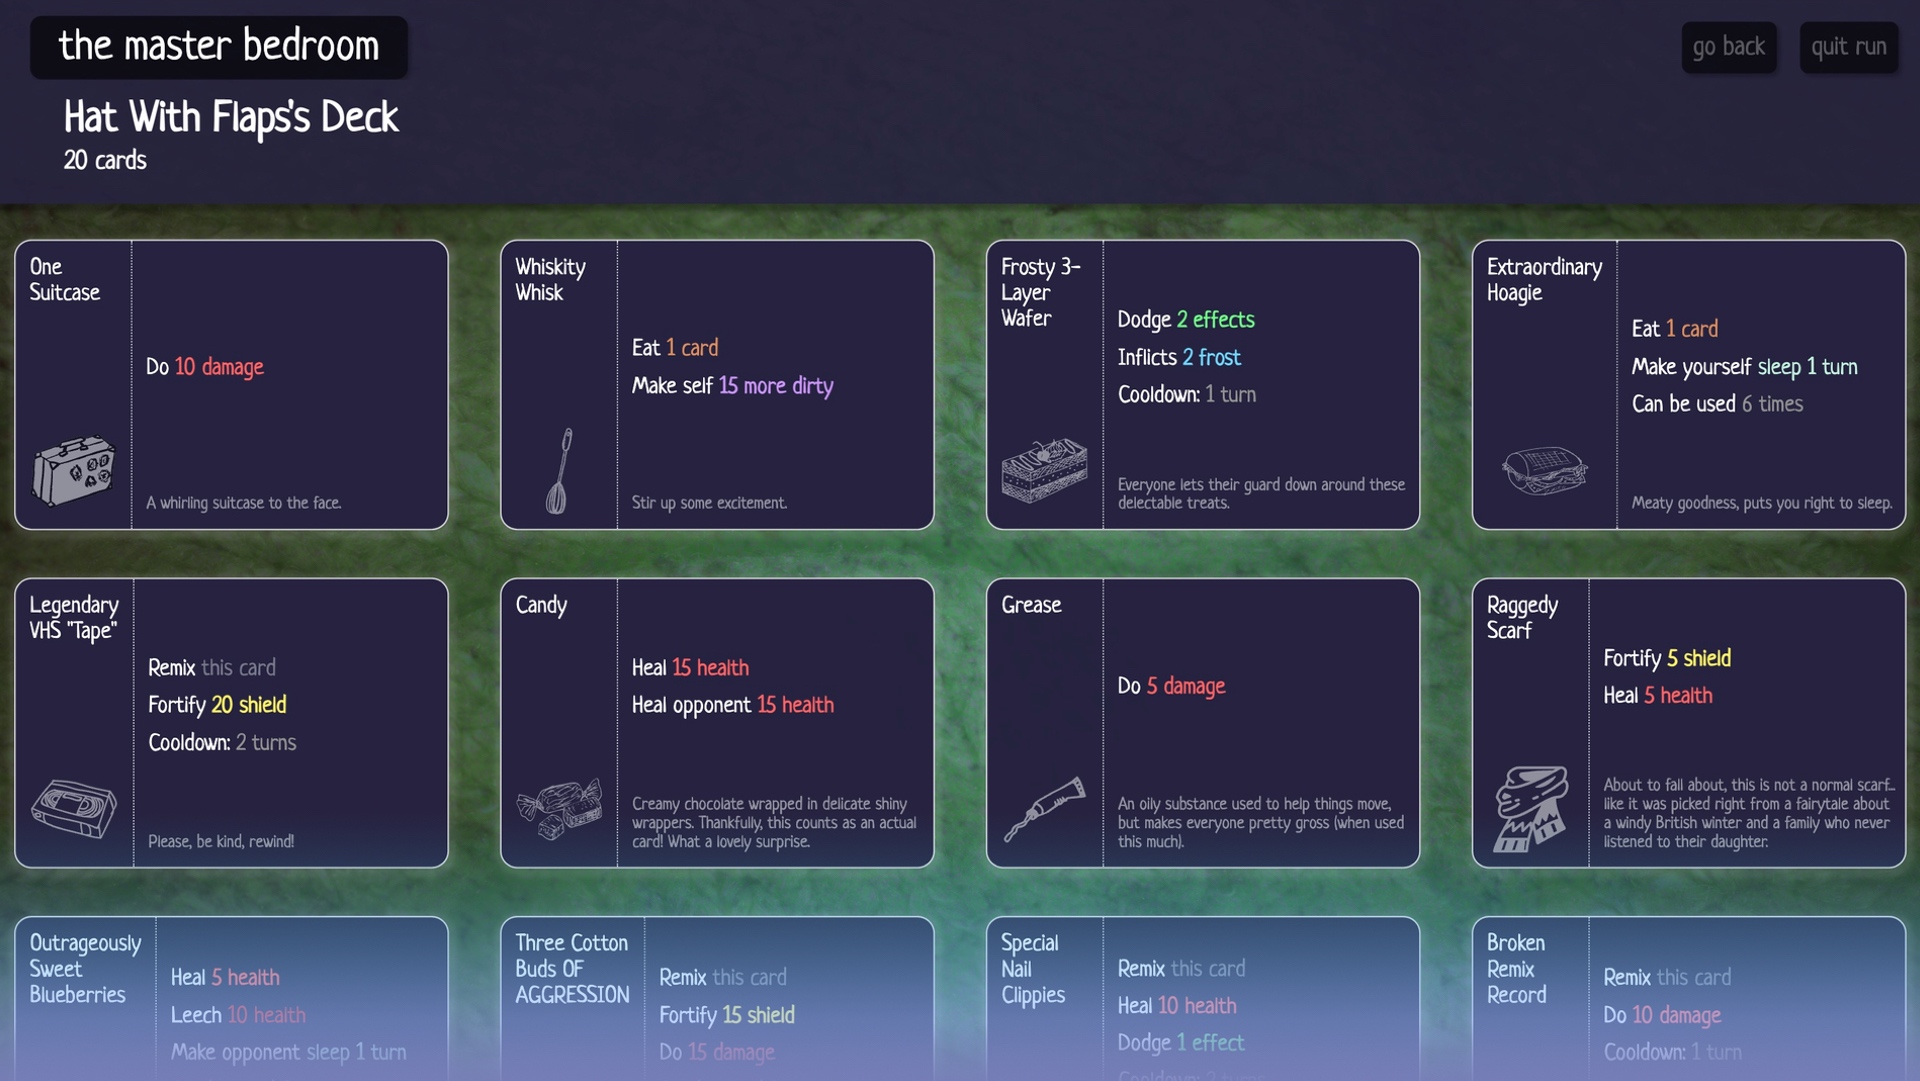 the master bedroom
go back
quit run
Hat With Flaps's Deck
20 cards
One
Suitcase
Do 10 damage
A whirling suitcase to the face.
Whiskity
Whisk
Eat 1 card
Make self 15 more dirty
Stir up some excitement.
Frosty 3-
Layer
Wafer
Dodge 2 effects
Inflicts 2 frost
Cooldown: 1 turn
Everyone lets their guard down around these
delectable treats.
Extraordinary
Hoagie
Eat 1 card
Make yourself sleep 1 turn
Can be used 6 times
Meaty goodness, puts you right to sleep.
Legendary
VHS "Tape"
Remix this card
Fortify 20 shield
Cooldown: 2 turns
Please, be kind, rewind!
Candy
Heal 15 health
Heal opponent 15 health
Creamy chocolate wrapped in delicate shiny
wrappers. Thankfully, this counts as an actual
card! What a lovely surprise.
Grease
Do 5 damage
An oily substance used to help things move,
but makes everyone pretty gross (when used
this much).
Raggedy
Scarf
Fortify 5 shield
Heal 5 health
About to fall about, this is not a normal scarf...
like it was picked right from a fairytale about
a windy British winter and a family who never
listened to their daughter.
Outrageously
Sweet
Blueberries
Heal 5 health
Leech 10 health
Make opponent sleep 1 turn
Three Cotton
Buds OF
AGGRESSION
Remix this card
Fortify 15 shield
Do 15 damage
Special
Nail
Clippies
Remix this card
Heal 10 health
Dodge 1 effect
Cooldown: 2 turns
Broken
Remix
Record
Remix this card
Do 10 damage
Cooldown: 1 turn